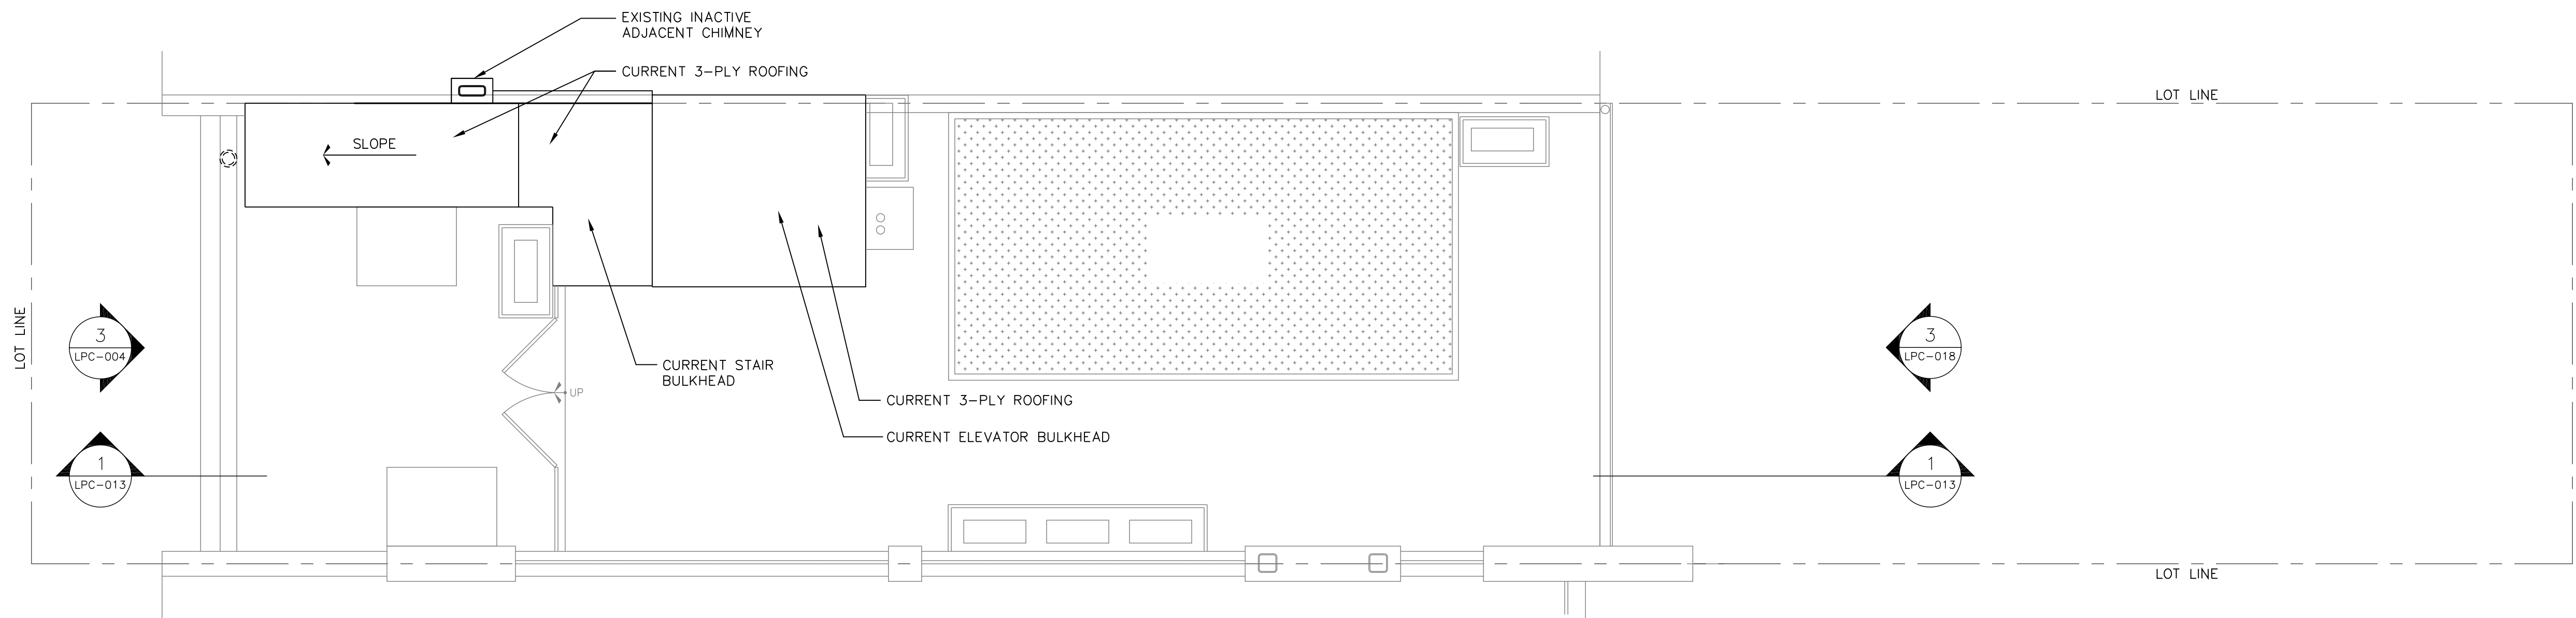 EXISTING INACTIVE
ADJACENT CHIMNEY
CURRENT 3-PLY ROOFING
LOT LINE
SLOPE
LOT LINE
3
LPC-004
3
LPC-018
CURRENT STAIR
BULKHEAD
UP
CURRENT 3-PLY ROOFING
CURRENT ELEVATOR BULKHEAD
1
LPC-013
1
LPC-013
LOT LINE